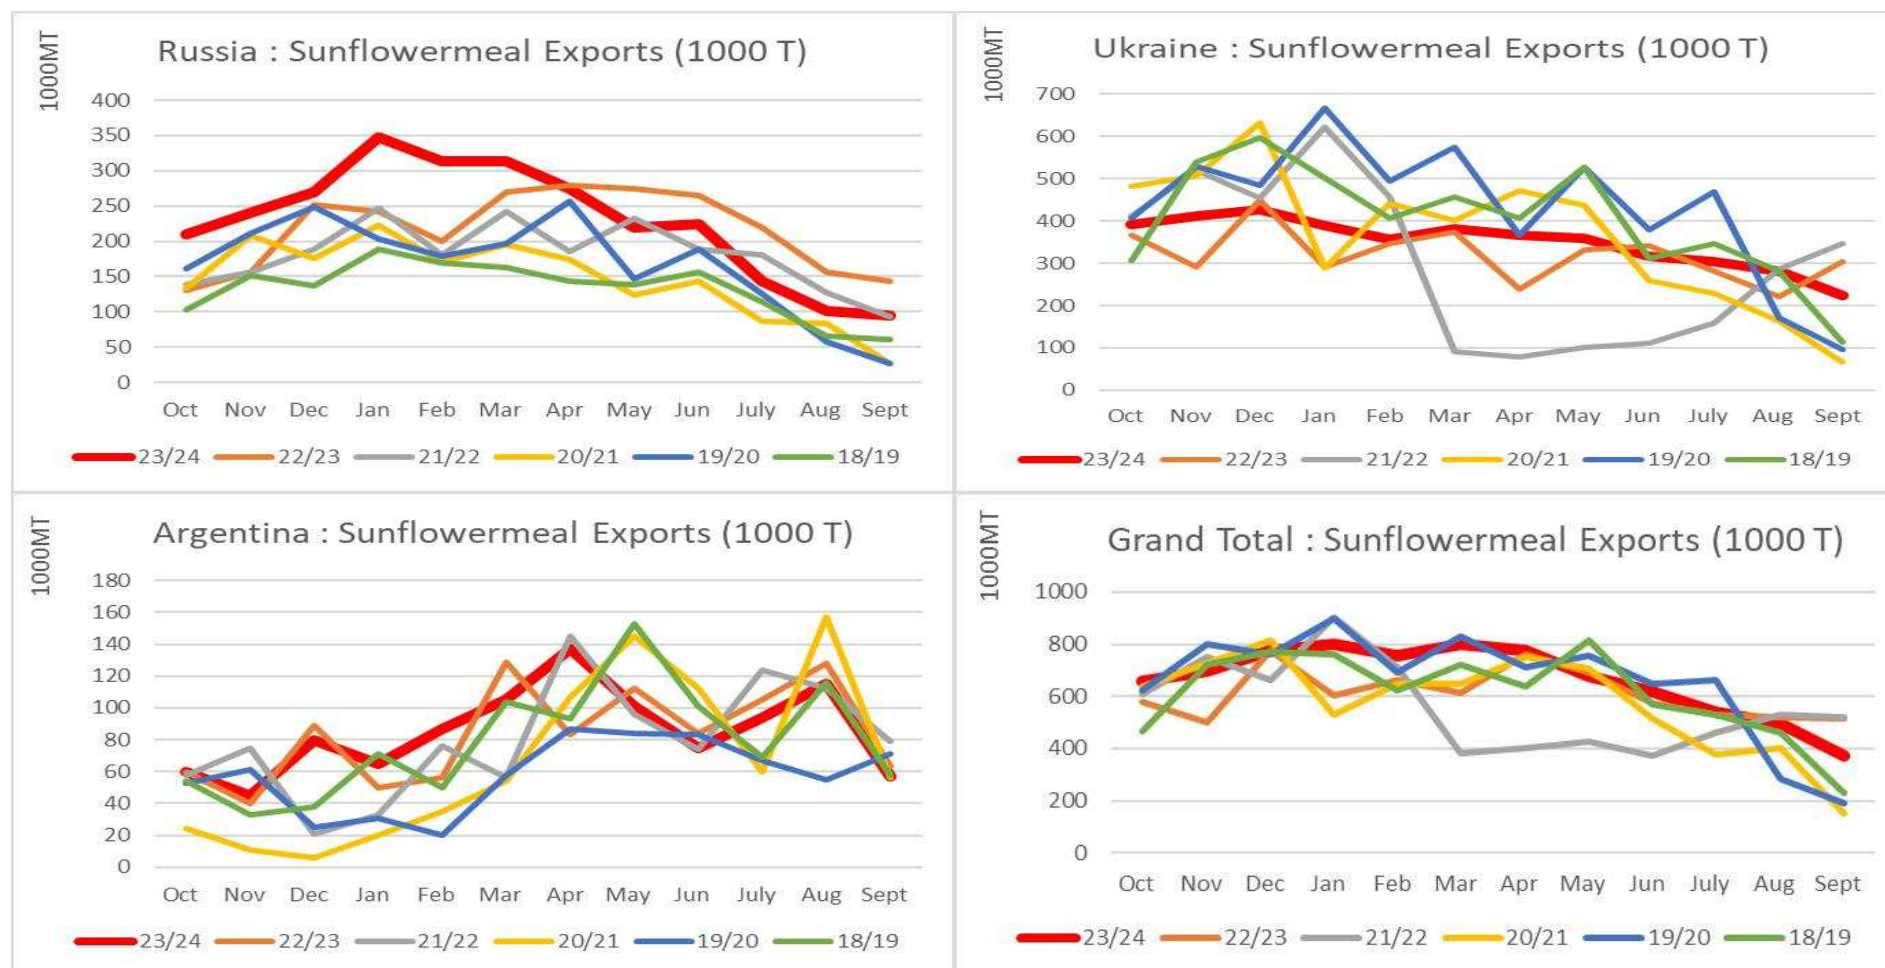 1000MT
Russia : Sunflowermeal Exports (1000 T)
400
350
300
250
200
150
100
50
0
Oct Nov Dec Jan Feb Mar Apr May Jun July Aug Sept
23/24 22/23 21/22 20/21 19/20 18/19
1000MT
Ukraine : Sunflowermeal Exports (1000 T)
700
600
500
400
300
200
100
0
Oct Nov Dec Jan Feb Mar Apr May Jun July Aug Sept
23/24 22/23 21/22 20/21 19/20 18/19
1000MT
Argentina : Sunflowermeal Exports (1000 T)
180
160
140
120
100
80
60
40
20
0
Oct Nov Dec Jan Feb Mar Apr May Jun July Aug Sept
23/24 22/23 21/22 20/21 19/20 18/19
1000MT
Grand Total : Sunflowermeal Exports (1000 T)
1000
800
600
400
200
0
Oct Nov Dec Jan Feb Mar Apr May Jun July Aug Sept
23/24 22/23 21/22 20/21 19/20 18/19